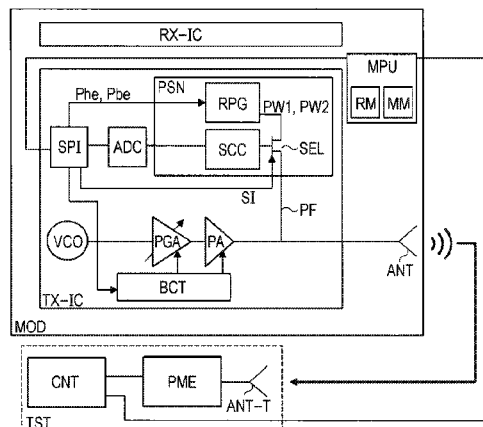 RX-IC
MPU
RM MM
PSN
Phe, Pbe
RPG
PW1, PW2
SPI
ADC
SCC
SEL
SI
PF
VCO
PGA
PA
ANT
BCT
TX-IC
MOD
CNT
PME
ANT-T
TST